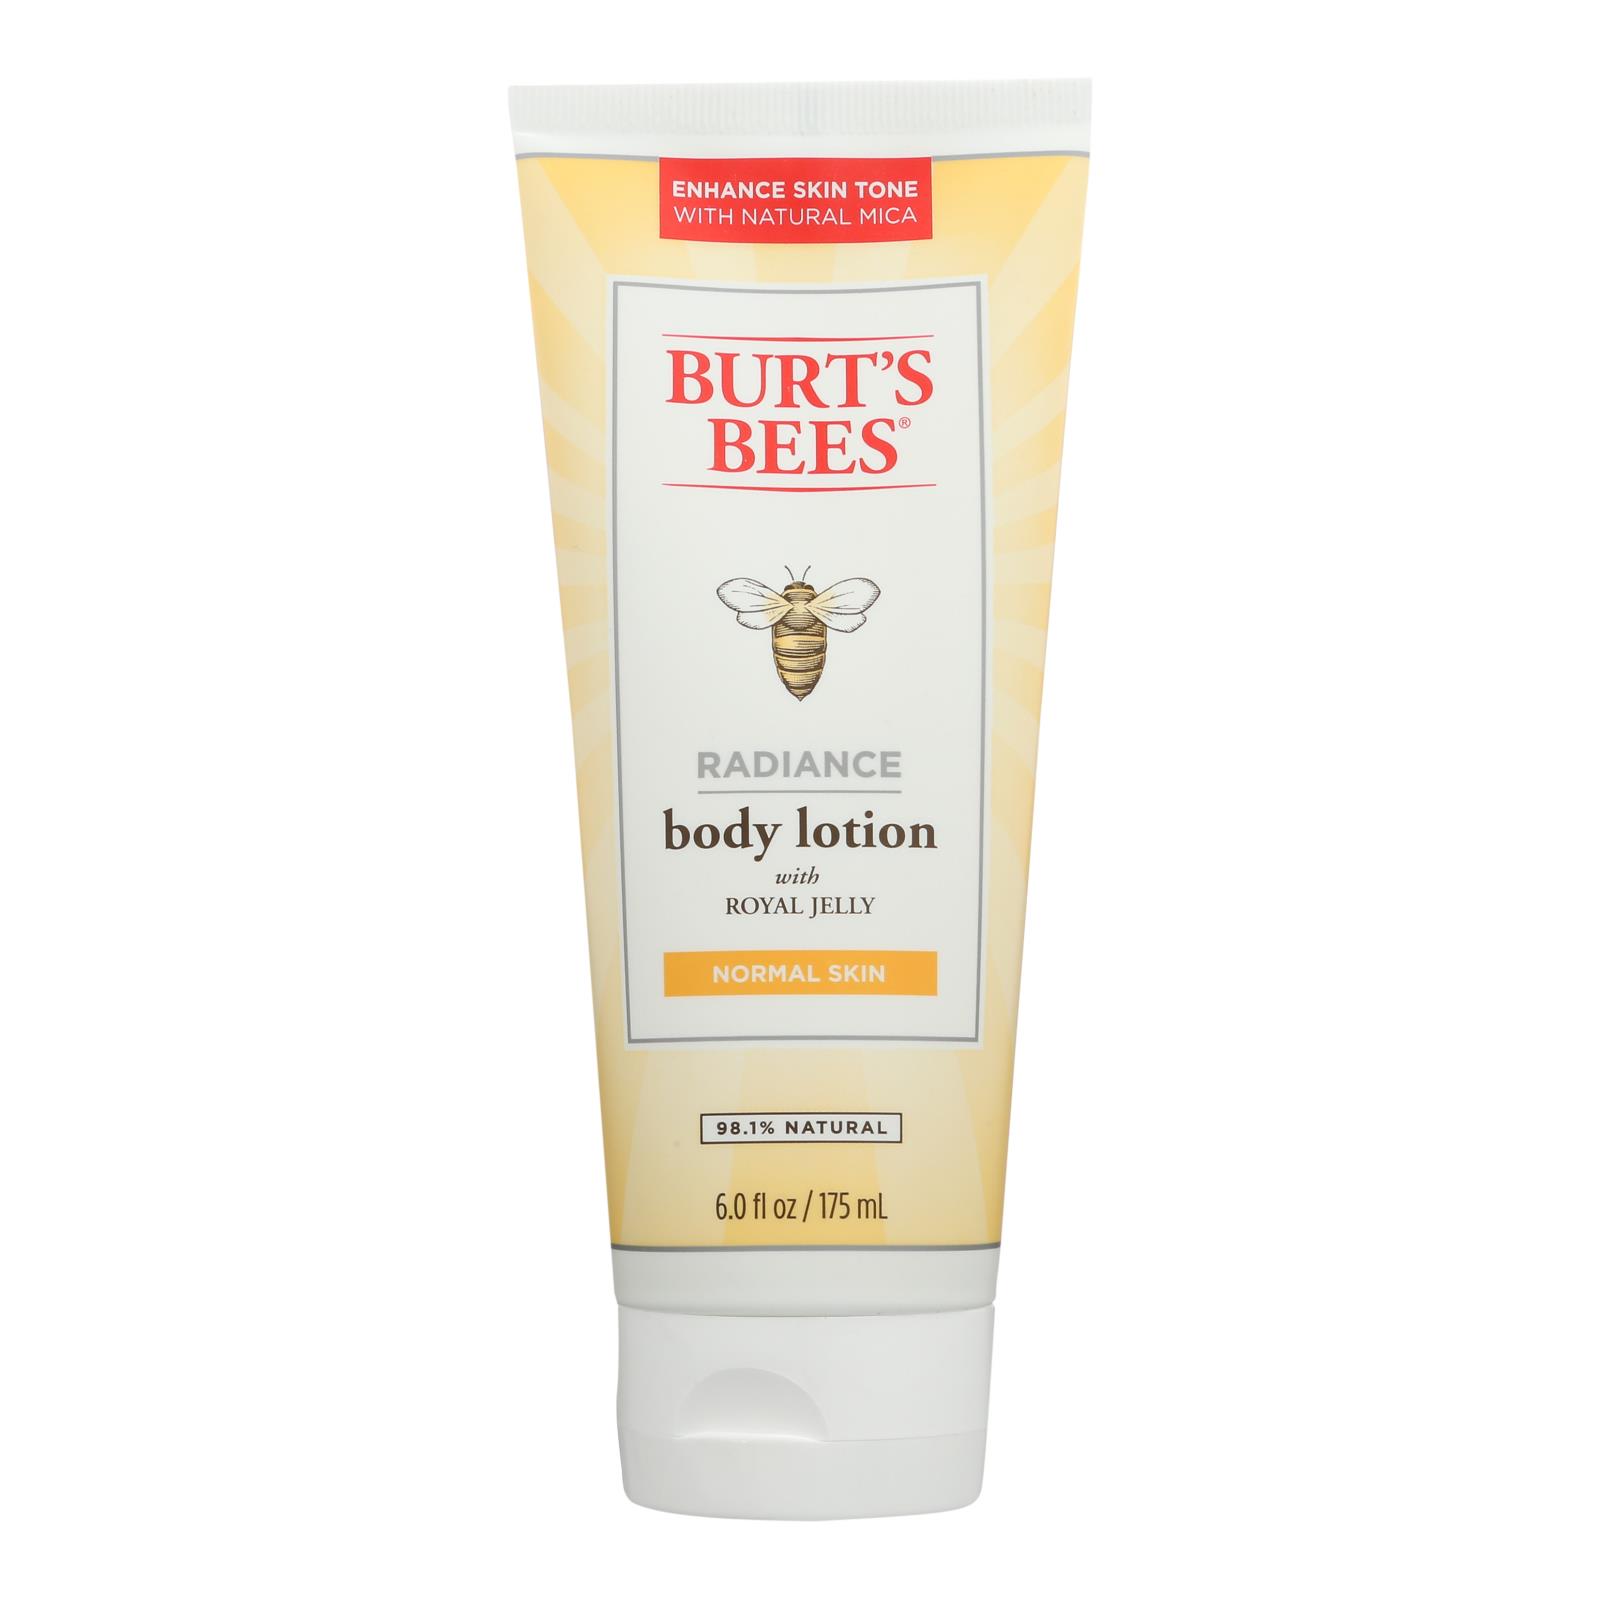 ENHANCE SKIN TONE
WITH NATURAL MICA
BURT'S
BEES®
RADIANCE
body lotion
with
ROYAL JELLY
NORMAL SKIN
98.1% NATURAL
6.0 fl oz / 175 mL